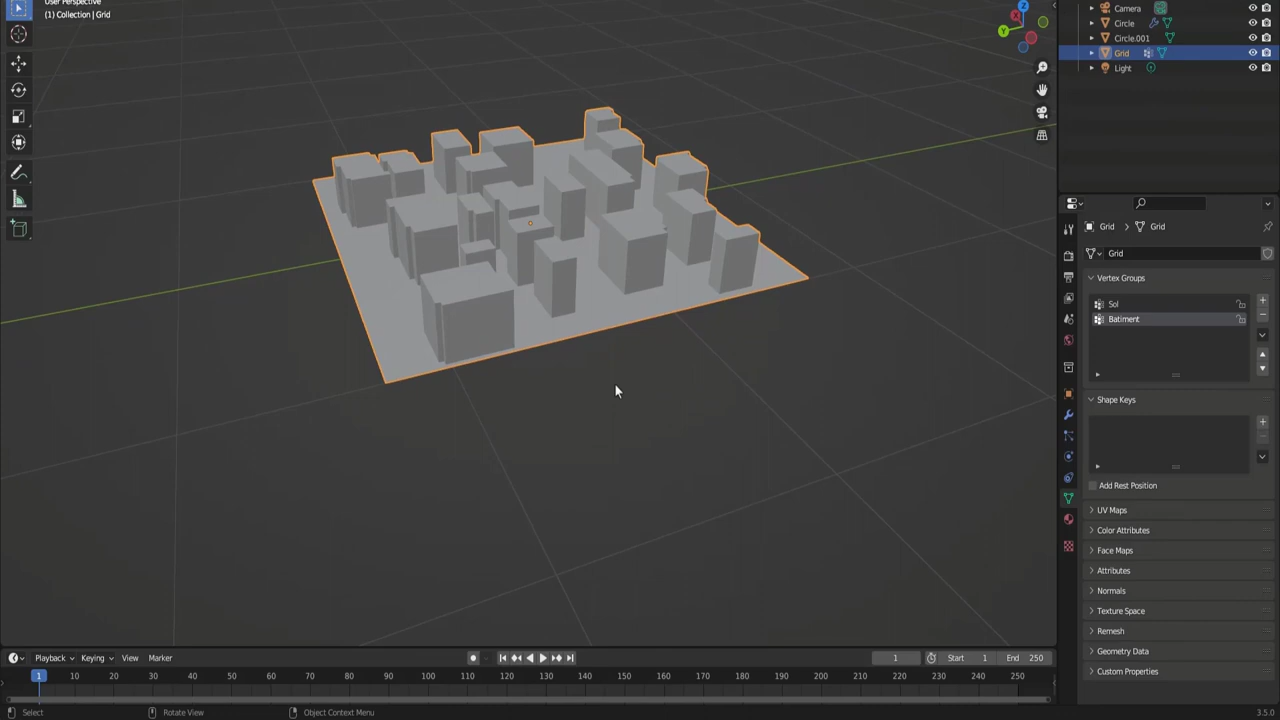 User Perspective
(1) Collection | Grid
Z
X
Y
Camera
Circle
Circle.001
Grid
Light
Grid
Grid
Grid
Vertex Groups
Sol
Batiment
Shape Keys
Add Rest Position
UV Maps
Color Attributes
Face Maps
Attributes
Normals
Texture Space
Remesh
Geometry Data
Custom Properties
Playback
Keying
View
Marker
1
Start 1
End 250
1 10 20 30 40 50 60 70 80 90 100 110 120 130 140 150 160 170 180 190 200 210 220 230 240 250
Select
Rotate View
Object Context Menu
3.5.0